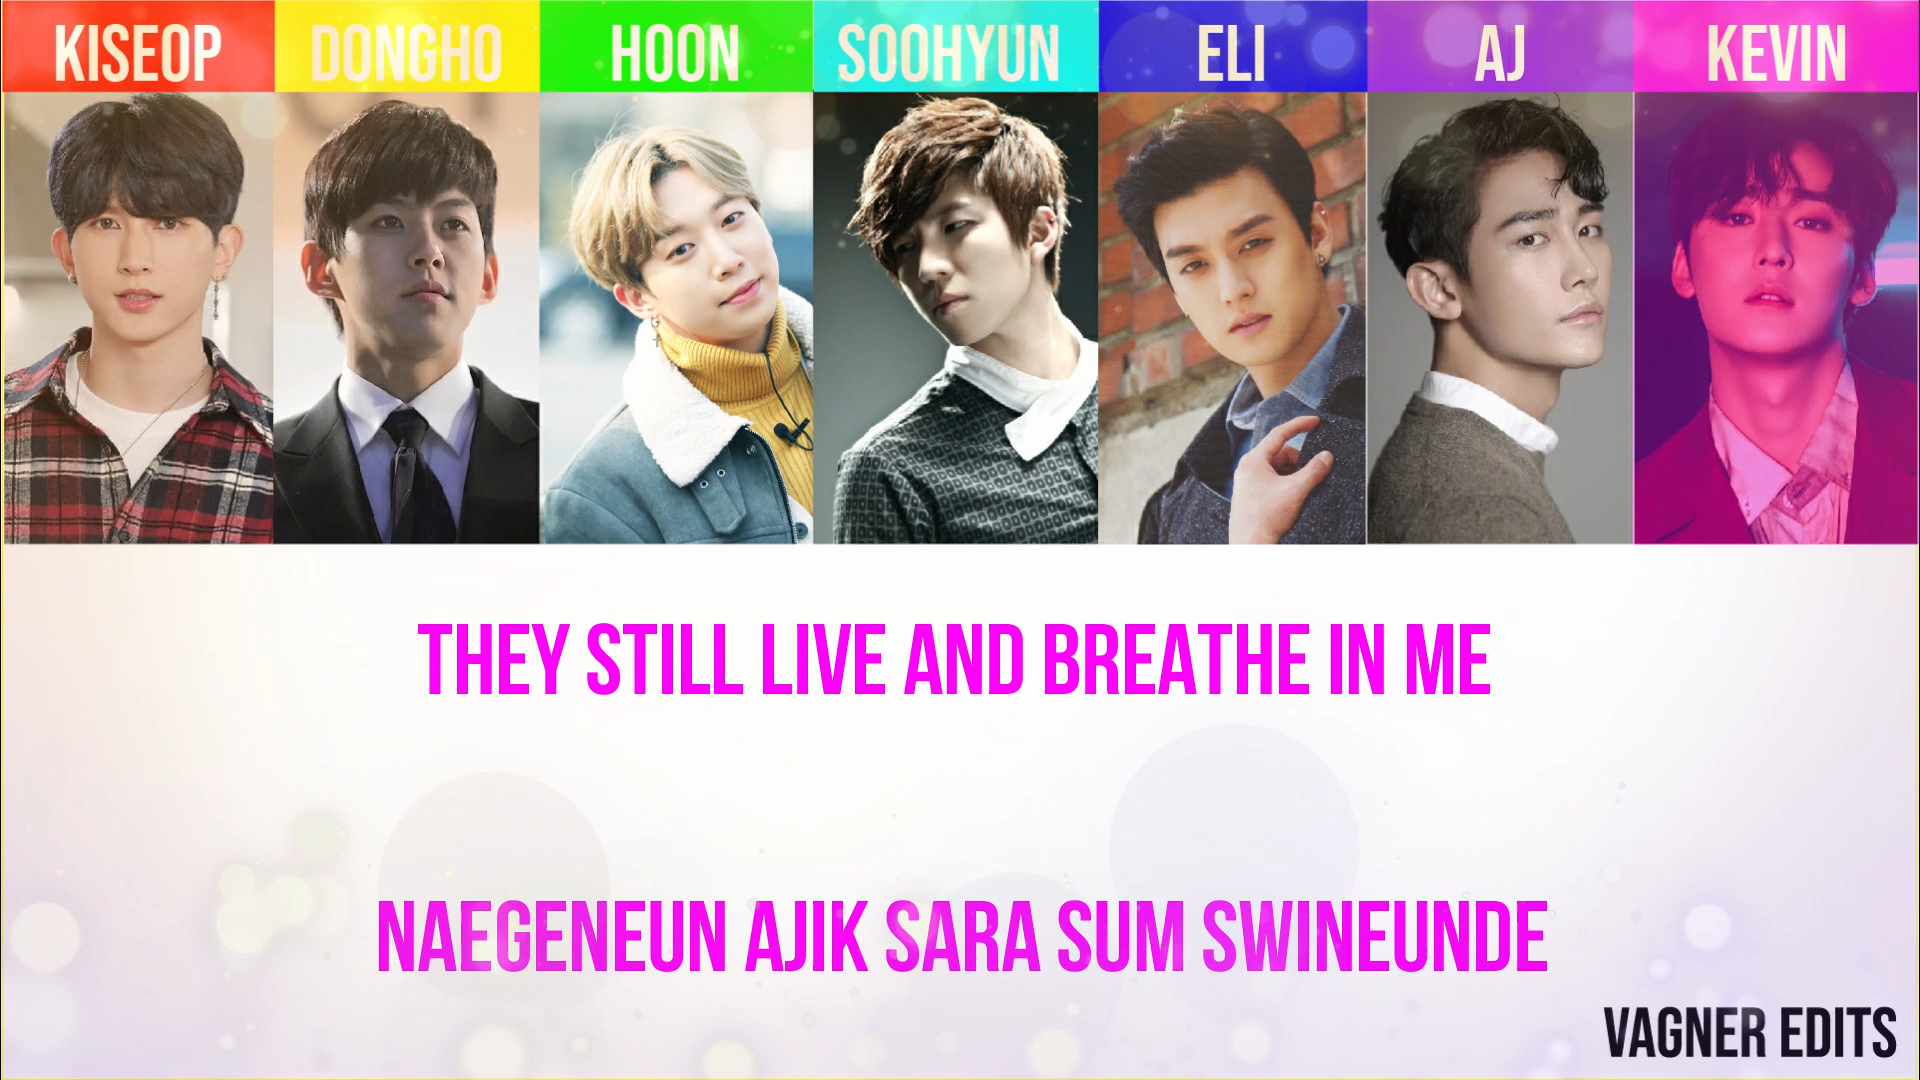 KISEOP DONGHO HOON SOOHYUN ELI AJ KEVIN
THEY STILL LIVE AND BREATHE IN ME
NAEGENEUN AJIK SARA SUM SWINEUNDE
VAGNER EDITS